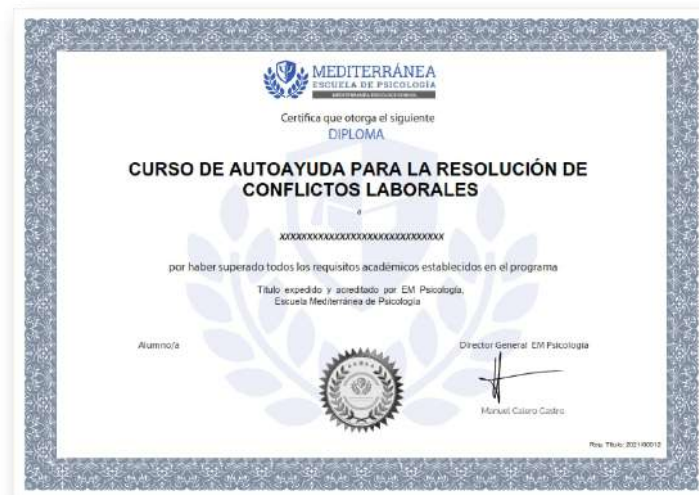 MEDITERRÁNEA
ESCUELA DE PSICOLOGÍA
Certifica que otorga el siguiente
DIPLOMA
CURSO DE AUTOAYUDA PARA LA RESOLUCIÓN DE
CONFLICTOS LABORALES
a
por haber superado todos los requisitos académicos establecidos en el programa
Título expedido y acreditado por EM Psicología,
Escuela Mediterránea de Psicología
Alumno/a
Director General EM Psicología
Manuel Calero Castro